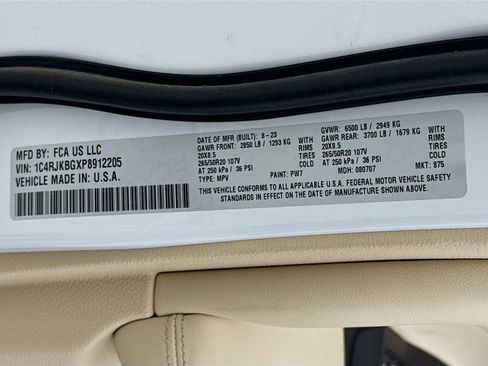 MFD BY: FCA US LLC
VIN: 1C4RJKBGXP8912205
VEHICLE MADE IN: U.S.A.
DATE OF MFR (BUILT): 8-23
GAWR FRONT: 2850 LB / 1293 KG WITH
20X8.5 RIMS
265/50R20 107V TIRES
AT 250 kPa / 36 PSI
TYPE: MPV PAINT: PW7
GVWR: 6500 LB / 2949 KG
GAWR REAR: 3700 LB / 1679 KG WITH
20X8.5 RIMS
265/50R20 107V TIRES
AT 250 kPa / 36 PSI
MDH: 080707 MKT: B75
THIS VEHICLE CONFORMS TO ALL APPLICABLE U.S.A. FEDERAL MOTOR VEHICLE SAFETY
STANDARDS IN EFFECT ON THE DATE OF MANUFACTURE SHOWN ABOVE.